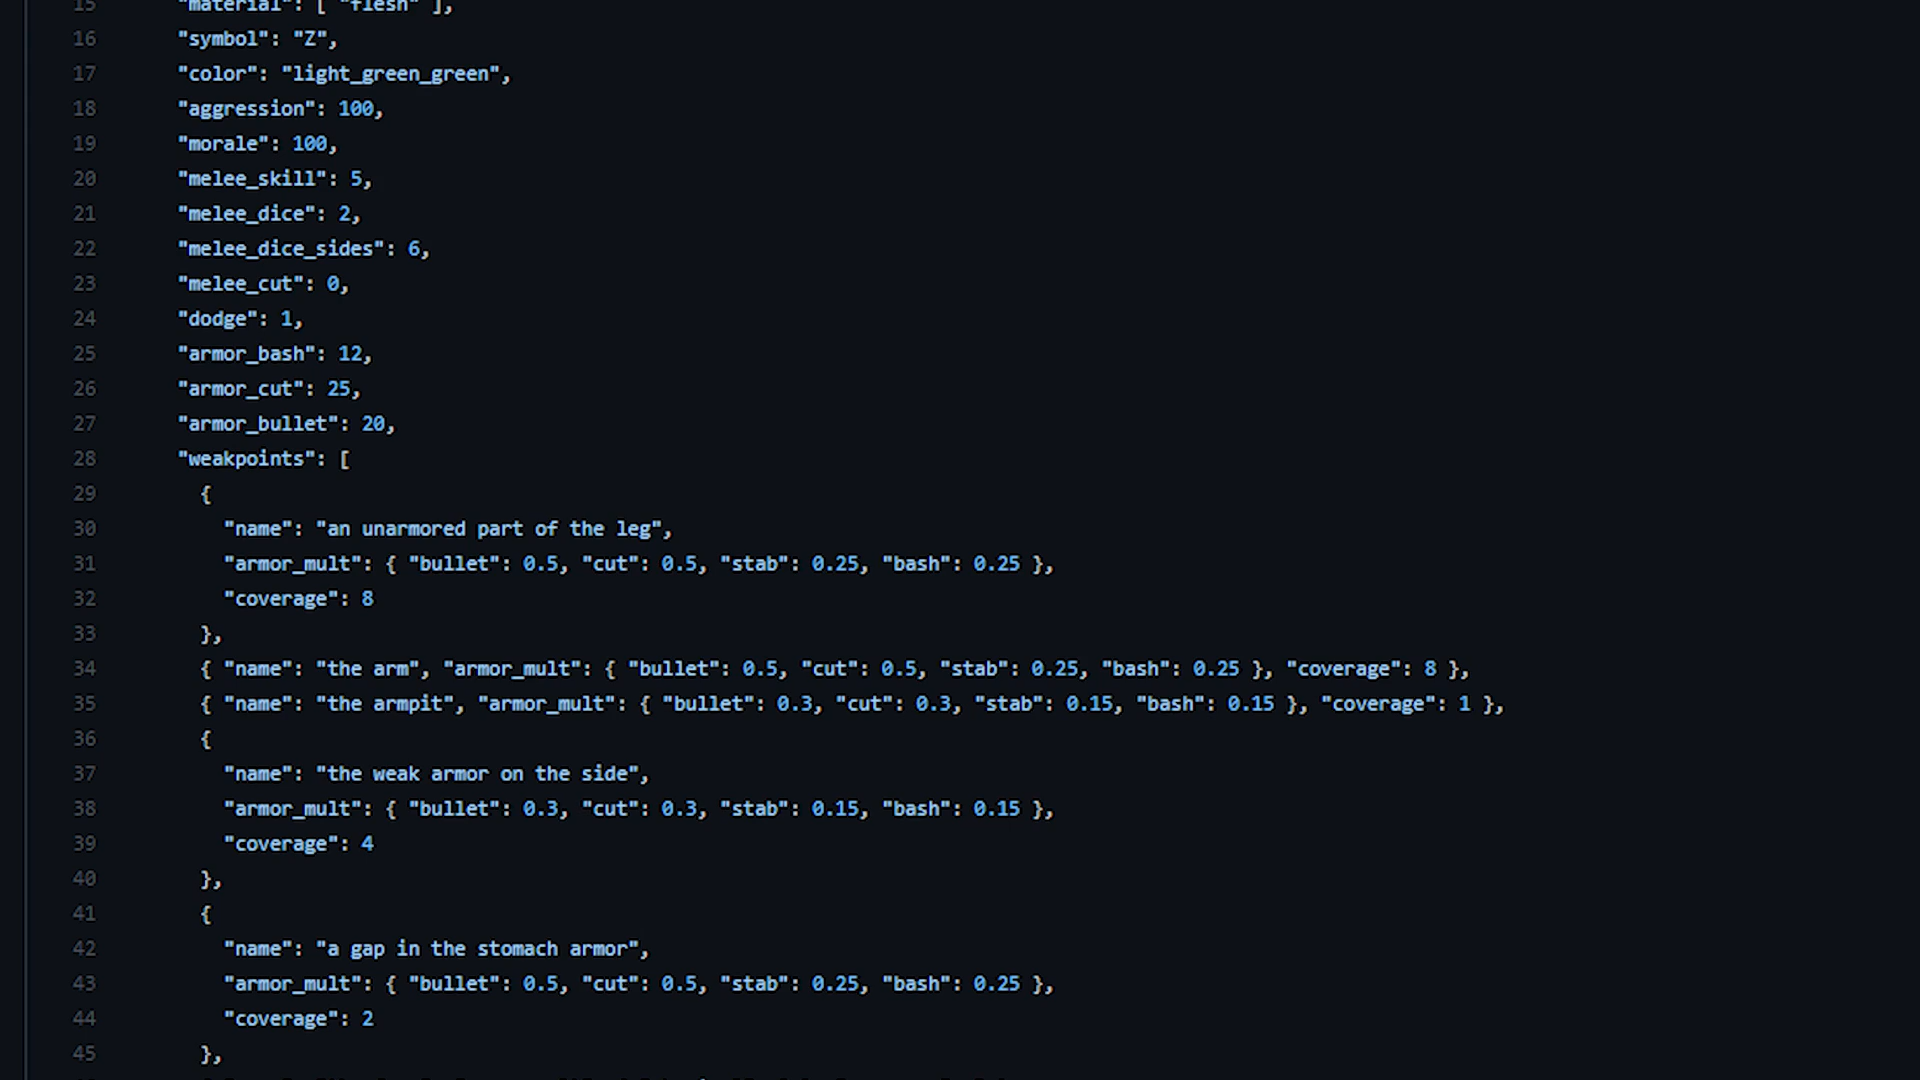 15 "material": [ "flesh" ],
16 "symbol": "Z",
17 "color": "light_green_green",
18 "aggression": 100,
19 "morale": 100,
20 "melee_skill": 5,
21 "melee_dice": 2,
22 "melee_dice_sides": 6,
23 "melee_cut": 0,
24 "dodge": 1,
25 "armor_bash": 12,
26 "armor_cut": 25,
27 "armor_bullet": 20,
28 "weakpoints": [
29 {
30 "name": "an unarmored part of the leg",
31 "armor_mult": { "bullet": 0.5, "cut": 0.5, "stab": 0.25, "bash": 0.25 },
32 "coverage": 8
33 },
34 { "name": "the arm", "armor_mult": { "bullet": 0.5, "cut": 0.5, "stab": 0.25, "bash": 0.25 }, "coverage": 8 },
35 { "name": "the armpit", "armor_mult": { "bullet": 0.3, "cut": 0.3, "stab": 0.15, "bash": 0.15 }, "coverage": 1 },
36 {
37 "name": "the weak armor on the side",
38 "armor_mult": { "bullet": 0.3, "cut": 0.3, "stab": 0.15, "bash": 0.15 },
39 "coverage": 4
40 },
41 {
42 "name": "a gap in the stomach armor",
43 "armor_mult": { "bullet": 0.5, "cut": 0.5, "stab": 0.25, "bash": 0.25 },
44 "coverage": 2
45 },